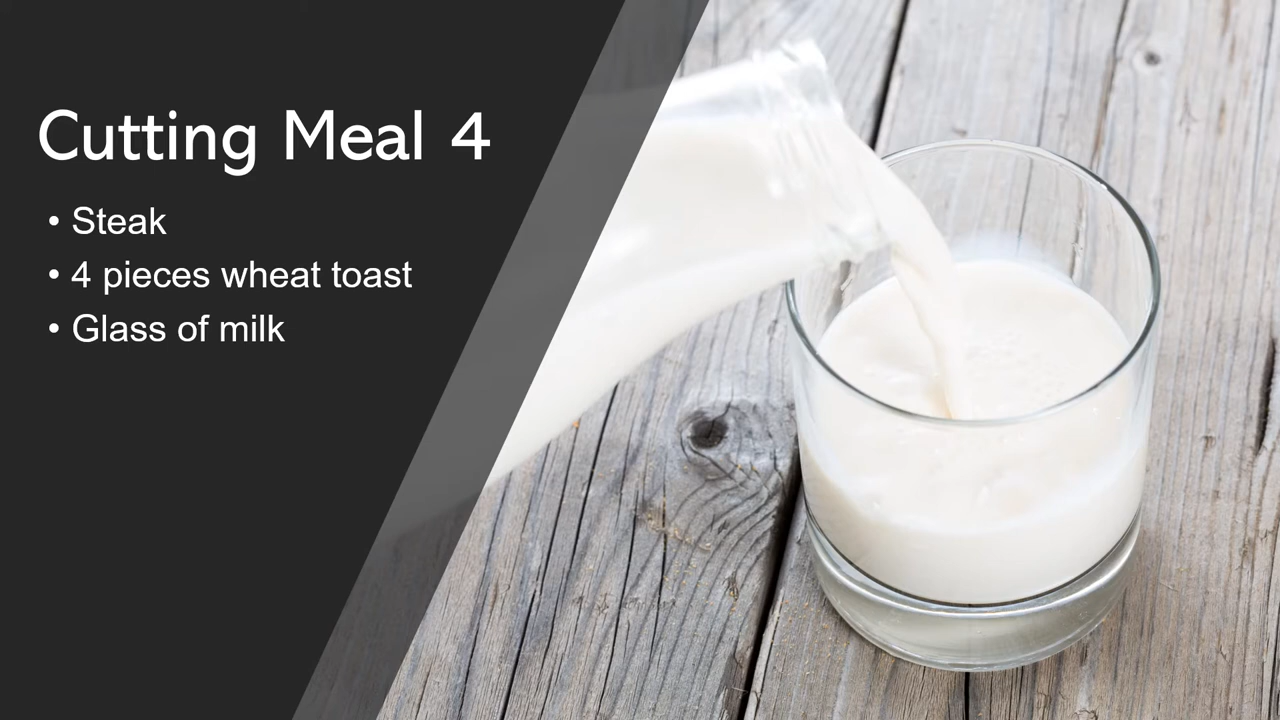 Cutting Meal 4
• Steak
• 4 pieces wheat toast
• Glass of milk